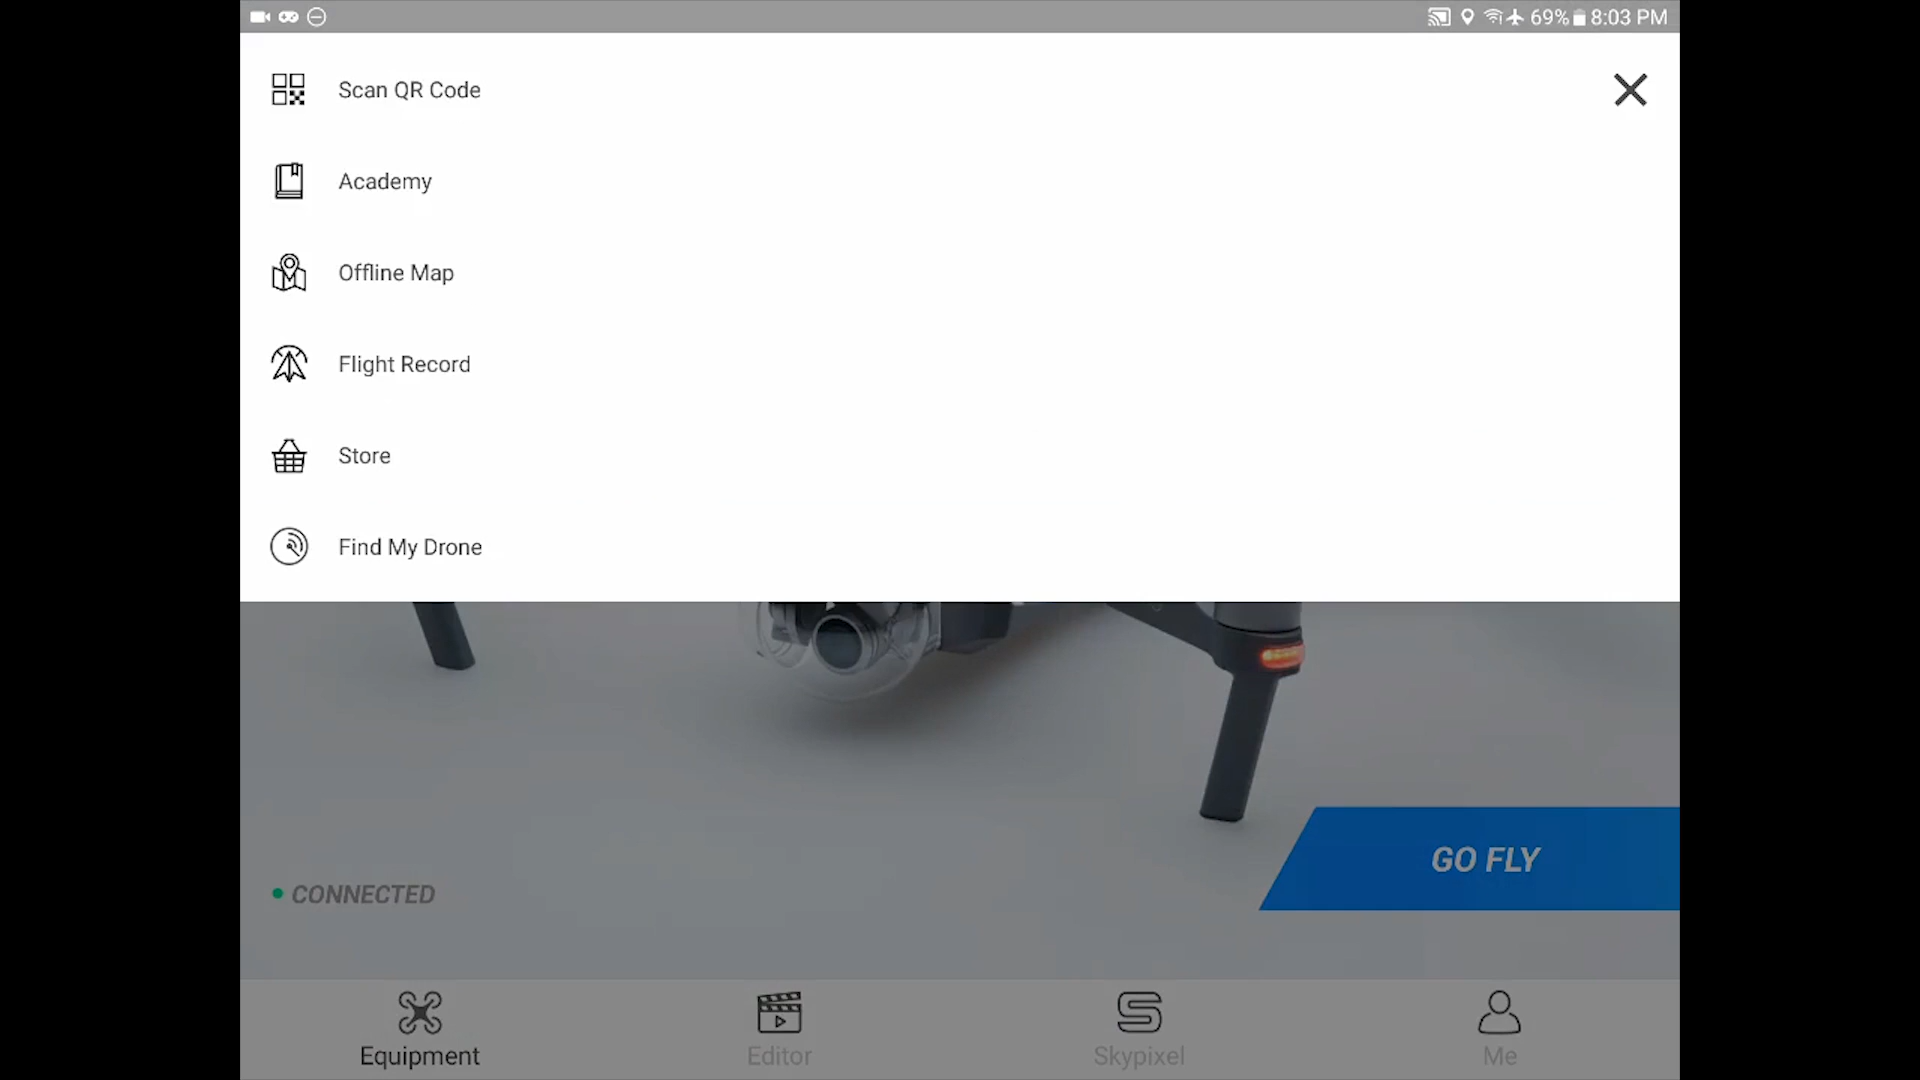 69% 8:03 PM
Scan QR Code
Academy
Offline Map
Flight Record
Store
Find My Drone
GO FLY
CONNECTED
Equipment
Editor
Skypixel
Me